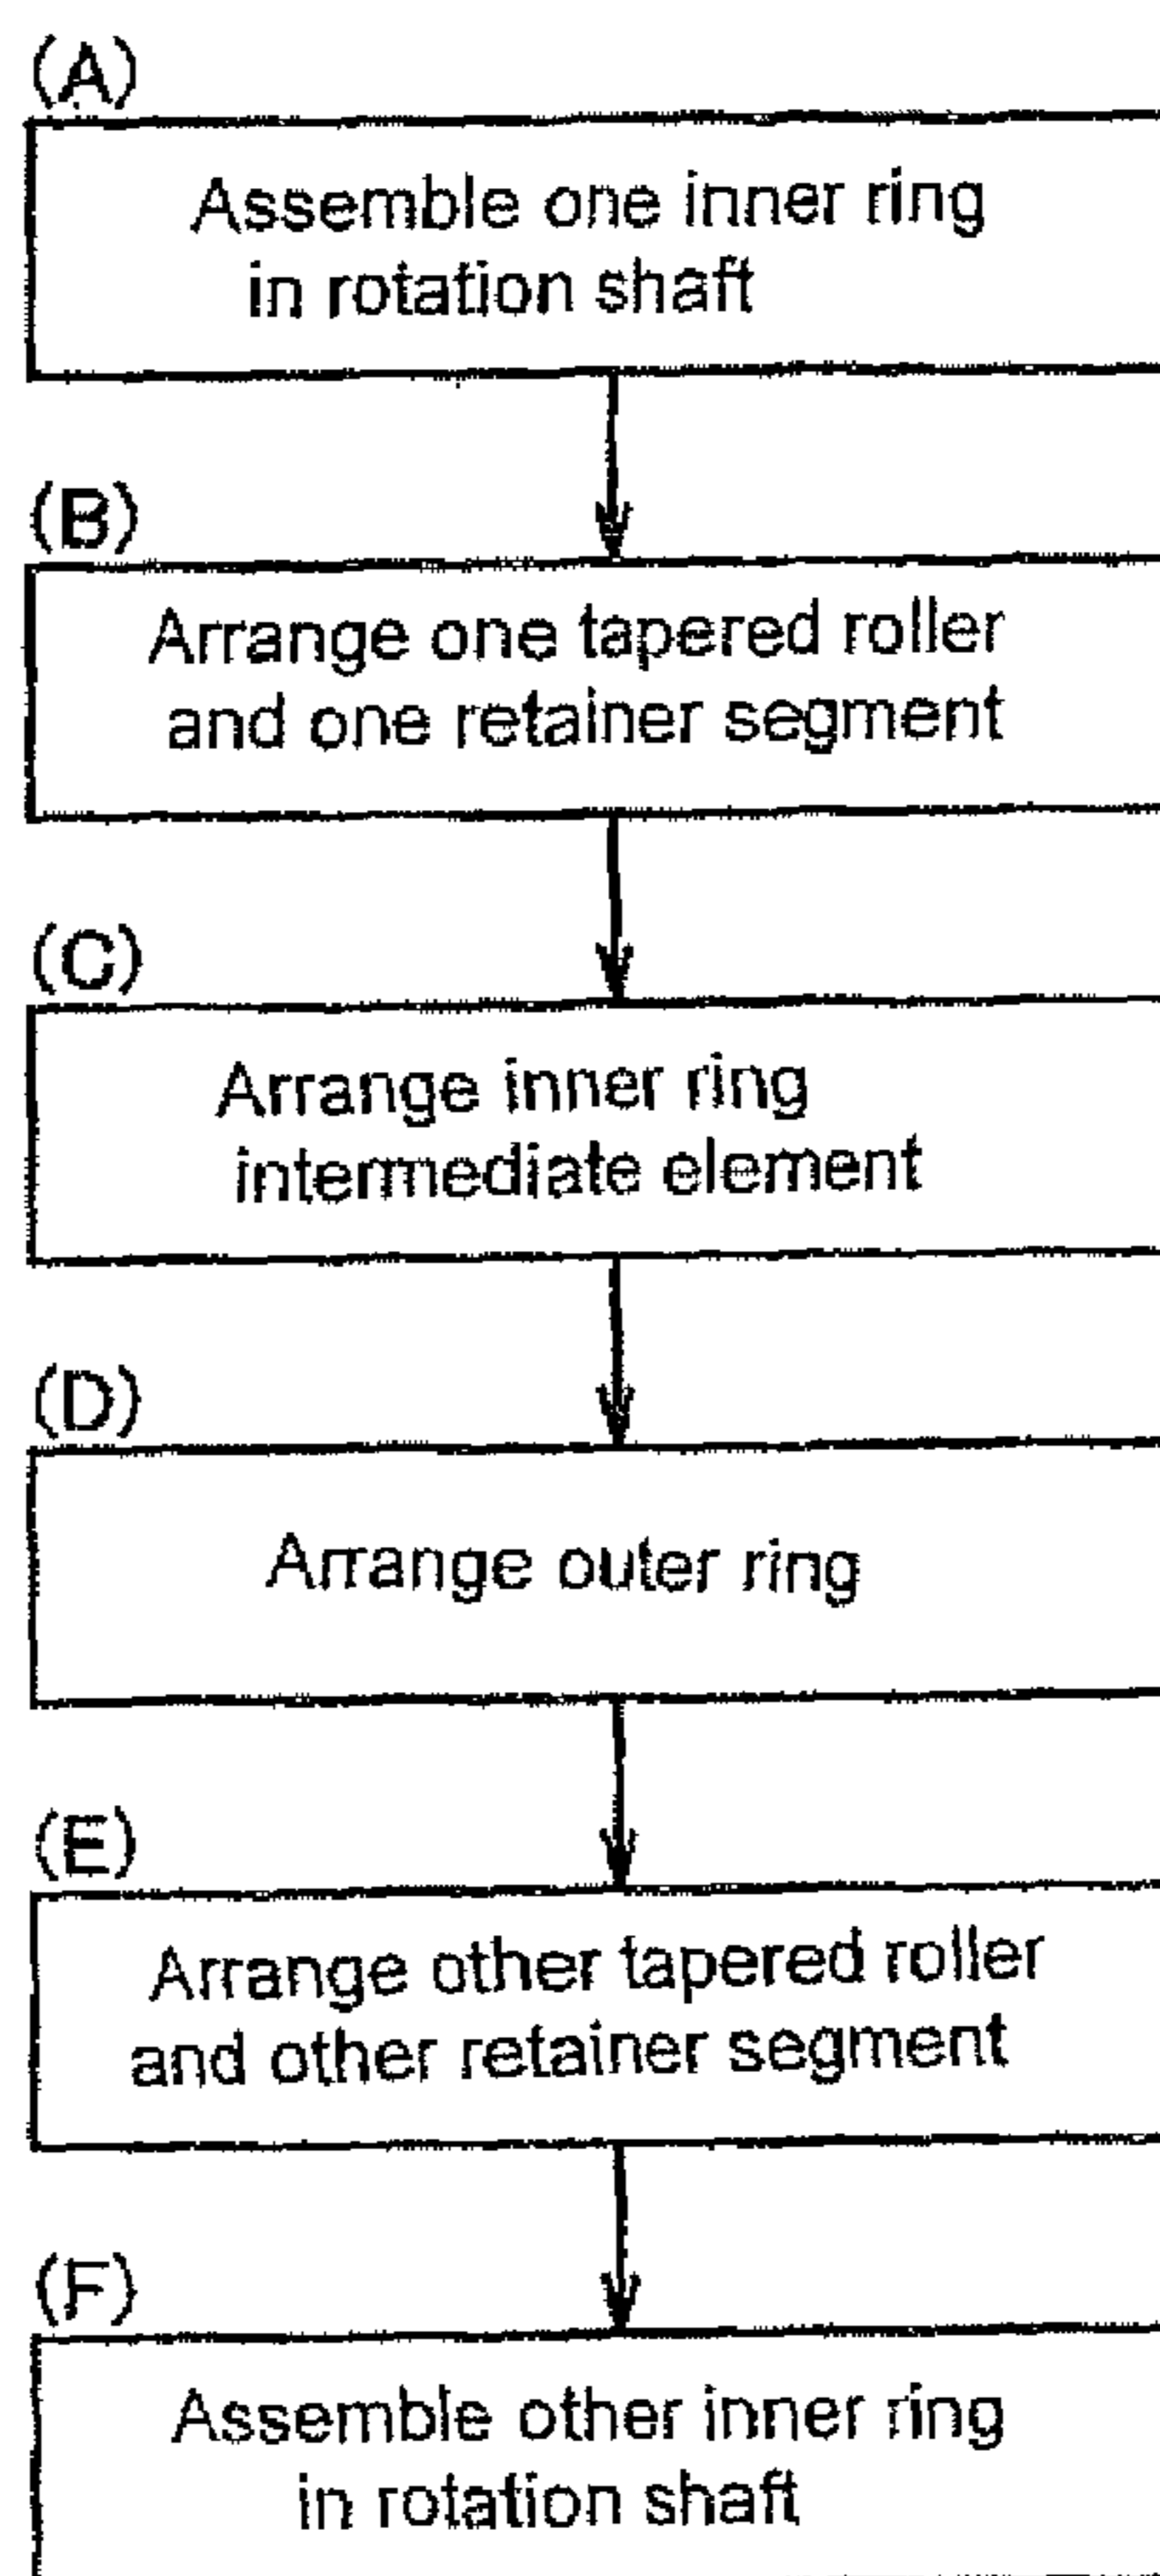 (A)
Assemble one inner ring
in rotation shaft
(B)
Arrange one tapered roller
and one retainer segment
(C)
Arrange inner ring
intermediate element
(D)
Arrange outer ring
(E)
Arrange other tapered roller
and other retainer segment
(F)
Assemble other inner ring
in rotation shaft